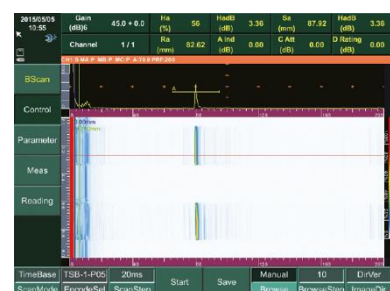 2015/05/05
10:55
Gain (dB)6 45.0 + 0.0 Ha (%) 56 HadB (dB) 3.36 Sa (mm) 87.92 HadB (dB) 3.36
Channel 1 / 1 Ra (mm) 82.62 A Ind (dB) 0.00 C Att (dB) 0.00 D Rating (dB) 0.00
BScan
A
Control
Parameter
Meas
Reading
TimeBase TSB-1-P05 20ms Start Save Manual 10 DirVer
ScanMode EncodeSel ScanStep Browse BrowseStep ImageDir